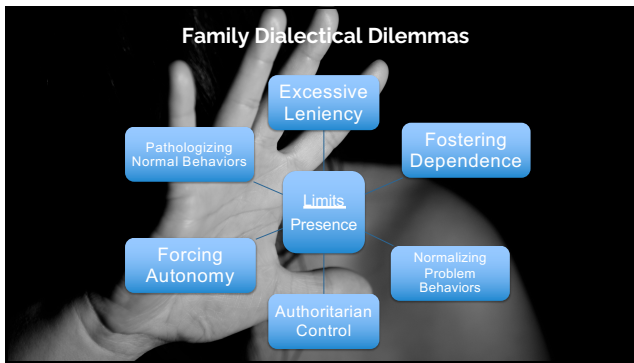 Family Dialectical Dilemmas
Excessive
Leniency
Pathologizing
Normal Behaviors
Fostering
Dependence
Limits
Presence
Forcing
Autonomy
Normalizing
Problem
Behaviors
Authoritarian
Control